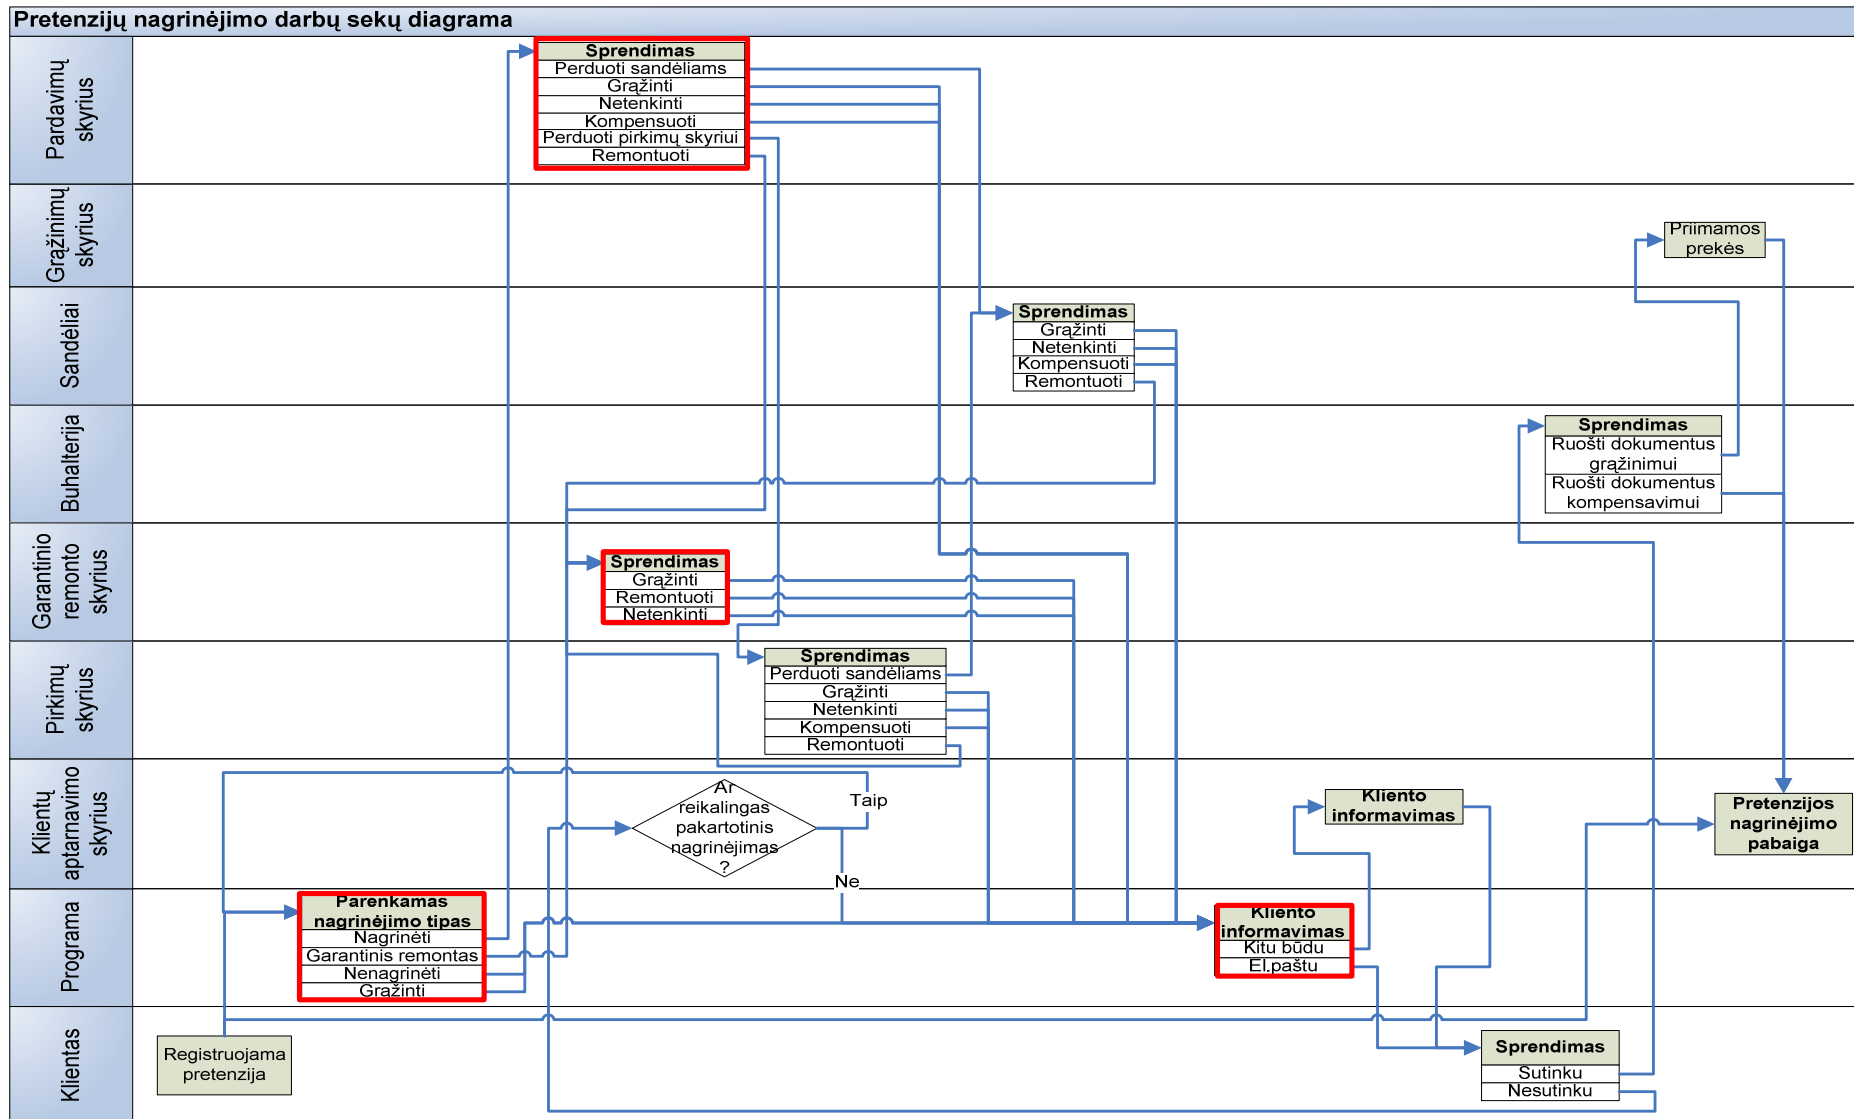 Pretenzijų nagrinėjimo darbų sekų diagrama
Pardavimų
skyrius
Sprendimas
Perduoti sandėliams
Grąžinti
Netenkinti
Kompensuoti
Perduoti pirkimų skyriui
Remontuoti
Grąžinimų
skyrius
Priimamos
prekės
Sandėliai
Sprendimas
Grąžinti
Netenkinti
Kompensuoti
Remontuoti
Buhalterija
Sprendimas
Ruošti dokumentus
grąžinimui
Ruošti dokumentus
kompensavimui
Garantinio
remonto
skyrius
Sprendimas
Grąžinti
Remontuoti
Netenkinti
Pirkimų
skyrius
Sprendimas
Perduoti sandėliams
Grąžinti
Netenkinti
Kompensuoti
Remontuoti
Klientų
aptarnavimo
skyrius
Ar
reikalingas
pakartotinis
nagrinėjimas
?
Taip
Ne
Kliento
informavimas
Pretenzijos
nagrinėjimo
pabaiga
Programa
Parenkamas
nagrinėjimo tipas
Nagrinėti
Garantinis remontas
Nenagrinėti
Grąžinti
Kliento
informavimas
Kitu būdu
El.paštu
Klientas
Registruojama
pretenzija
Sprendimas
Sutinku
Nesutinku